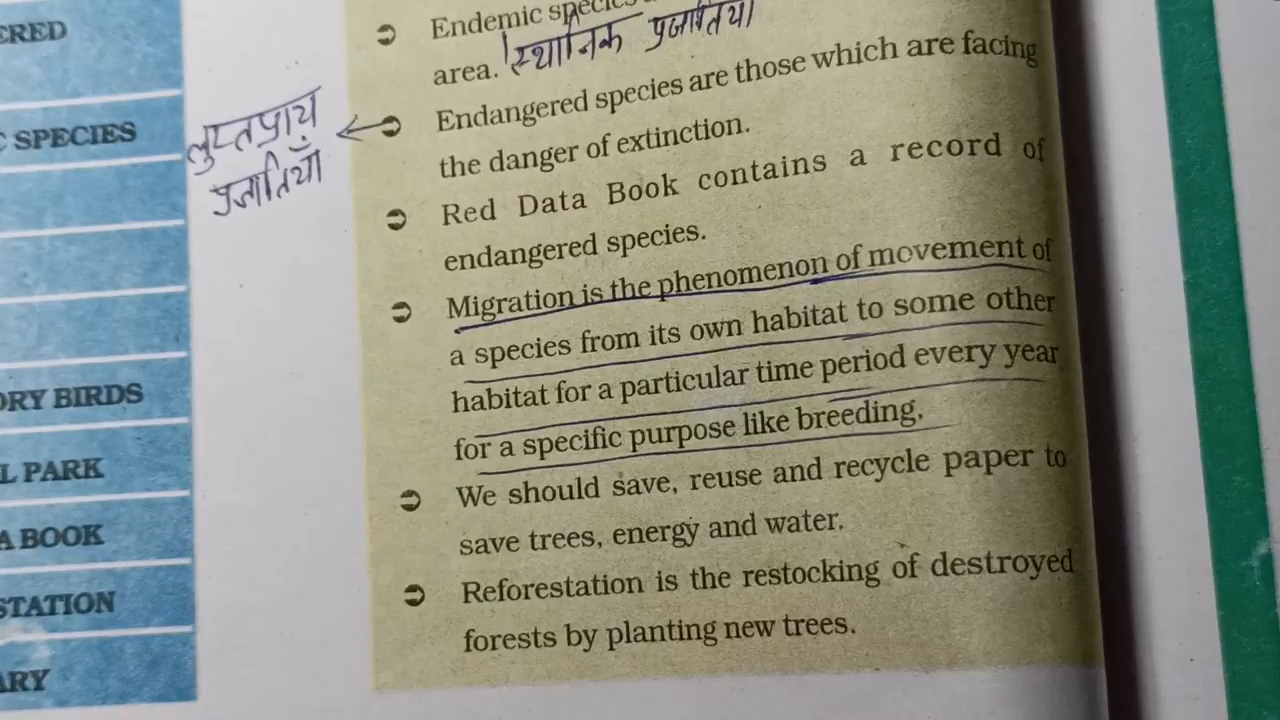 ERED
C SPECIES
ORY BIRDS
L PARK
A BOOK
STATION
ARY
लुप्तप्राय
प्रजातियाँ
Endemic species
area. स्थानिक प्रजातियाँ
Endangered species are those which are facing
the danger of extinction.
Red Data Book contains a record of
endangered species.
Migration is the phenomenon of movement of
a species from its own habitat to some other
habitat for a particular time period every year
for a specific purpose like breeding.
We should save, reuse and recycle paper to
save trees, energy and water.
Reforestation is the restocking of destroyed
forests by planting new trees.